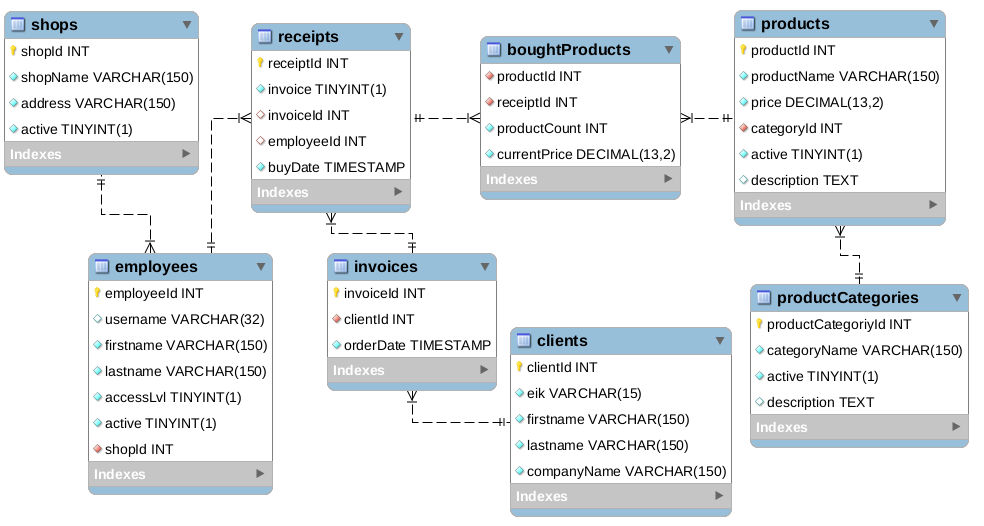 shops
shopId INT
shopName VARCHAR(150)
address VARCHAR(150)
active TINYINT(1)
Indexes
receipts
receiptId INT
invoice TINYINT(1)
invoiceId INT
employeeId INT
buyDate TIMESTAMP
Indexes
boughtProducts
productId INT
receiptId INT
productCount INT
currentPrice DECIMAL(13,2)
Indexes
products
productId INT
productName VARCHAR(150)
price DECIMAL(13,2)
categoryId INT
active TINYINT(1)
description TEXT
Indexes
employees
employeeId INT
username VARCHAR(32)
firstname VARCHAR(150)
lastname VARCHAR(150)
accessLvl TINYINT(1)
active TINYINT(1)
shopId INT
Indexes
invoices
invoiceId INT
clientId INT
orderDate TIMESTAMP
Indexes
clients
clientId INT
eik VARCHAR(15)
firstname VARCHAR(150)
lastname VARCHAR(150)
companyName VARCHAR(150)
Indexes
productCategories
productCategoriyId INT
categoryName VARCHAR(150)
active TINYINT(1)
description TEXT
Indexes